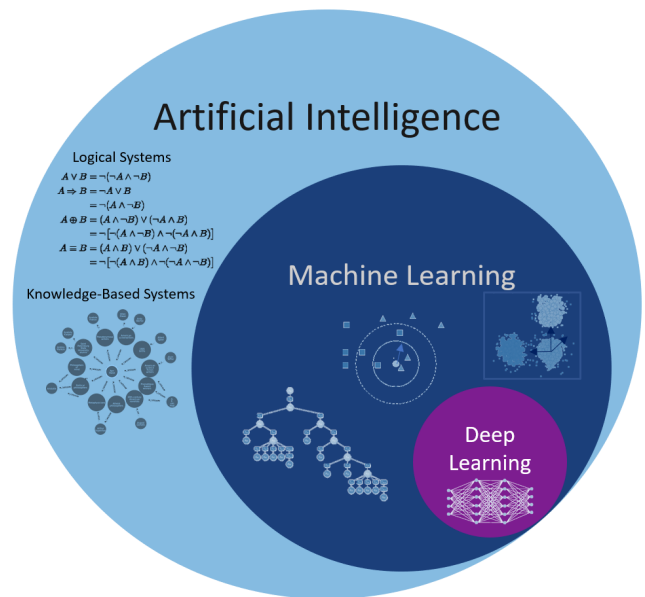 Artificial Intelligence
Logical Systems
A ∨ B = ¬(¬A ∧ ¬B)
A ⇒ B = ¬A ∨ B
= ¬(A ∧ ¬B)
A ⊕ B = (A ∧ ¬B) ∨ (¬A ∧ B)
= ¬[¬(A ∧ ¬B) ∧ ¬(¬A ∧ B)]
A ≡ B = (A ∧ B) ∨ (¬A ∧ ¬B)
= ¬[¬(A ∧ B) ∧ ¬(¬A ∧ ¬B)]
Knowledge-Based Systems
Machine Learning
Deep
Learning